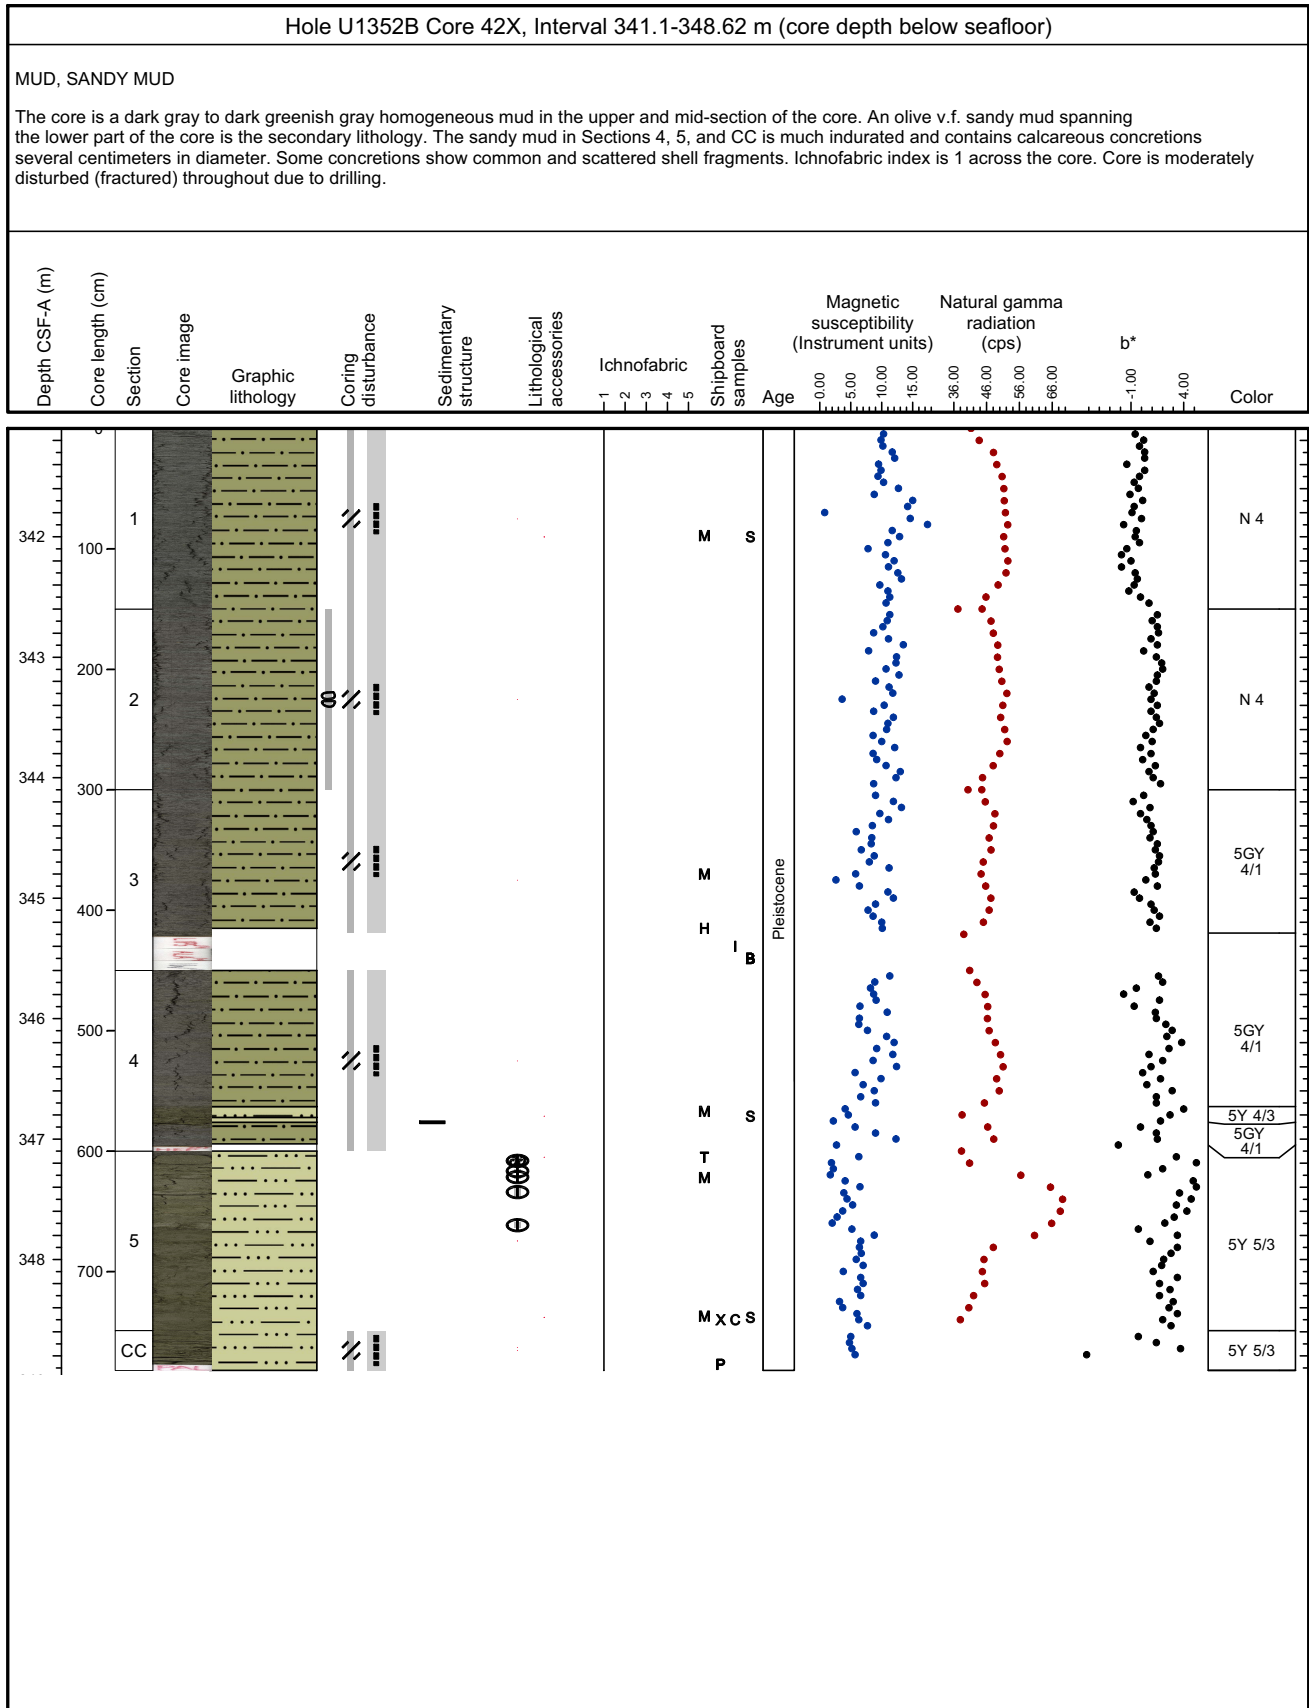 Hole U1352B Core 42X, Interval 341.1-348.62 m (core depth below seafloor)
MUD, SANDY MUD
The core is a dark gray to dark greenish gray homogeneous mud in the upper and mid-section of the core. An olive v.f. sandy mud spanning
the lower part of the core is the secondary lithology. The sandy mud in Sections 4, 5, and CC is much indurated and contains calcareous concretions
several centimeters in diameter. Some concretions show common and scattered shell fragments. Ichnofabric index is 1 across the core. Core is moderately
disturbed (fractured) throughout due to drilling.
Depth CSF-A (m)
Core length (cm)
Section
Core image
Graphic
lithology
Coring
disturbance
Sedimentary
structure
Lithological
accessories
Ichnofabric
1 2 3 4 5
Shipboard
samples
Age
Magnetic
susceptibility
(Instrument units)
0.00 5.00 10.00 15.00
Natural gamma
radiation
(cps)
36.00 46.00 56.00 66.00
b*
-1.00 4.00
Color
1
N 4
342
100
M S
343
200
2
N 4
344
300
3
5GY
4/1
M
345
400
Pleistocene
H
I
B
346
500
4
5GY
4/1
M S
5Y 4/3
347
5GY
4/1
600
T
M
5
5Y 5/3
348
700
M X C S
CC
5Y 5/3
P